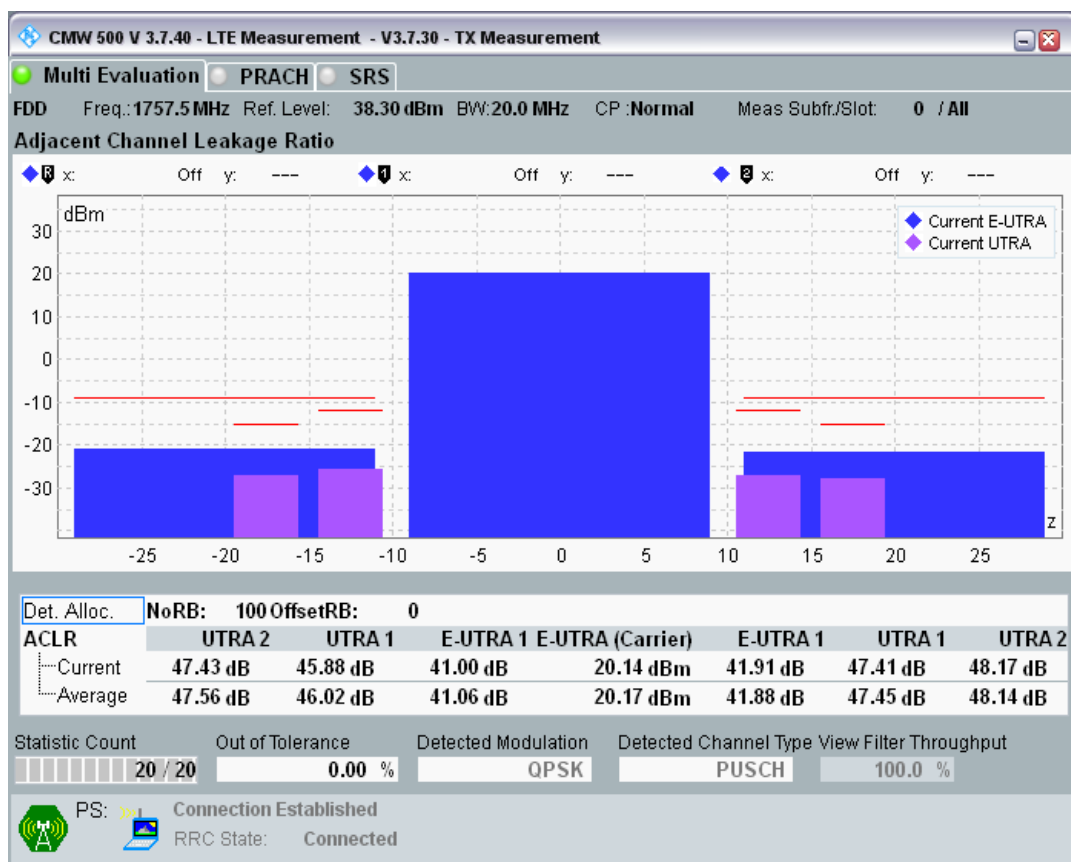 CMW 500 V 3.7.40 - LTE Measurement - V3.7.30 - TX Measurement
Multi Evaluation PRACH SRS
FDD Freq.: 1757.5 MHz Ref. Level: 38.30 dBm BW: 20.0 MHz CP : Normal Meas Subfr./Slot: 0 / All
Adjacent Channel Leakage Ratio
R x: Off y: --- 1 x: Off y: --- 2 x: Off y: ---
dBm
Current E-UTRA
Current UTRA
30
20
10
0
-10
-20
-30
z
-25 -20 -15 -10 -5 0 5 10 15 20 25
Det. Alloc. NoRB: 100 OffsetRB: 0
ACLR UTRA 2 UTRA 1 E-UTRA 1 E-UTRA (Carrier) E-UTRA 1 UTRA 1 UTRA 2
Current 47.43 dB 45.88 dB 41.00 dB 20.14 dBm 41.91 dB 47.41 dB 48.17 dB
Average 47.56 dB 46.02 dB 41.06 dB 20.17 dBm 41.88 dB 47.45 dB 48.14 dB
Statistic Count Out of Tolerance Detected Modulation Detected Channel Type View Filter Throughput
20 / 20 0.00 % QPSK PUSCH 100.0 %
PS: Connection Established
RRC State: Connected